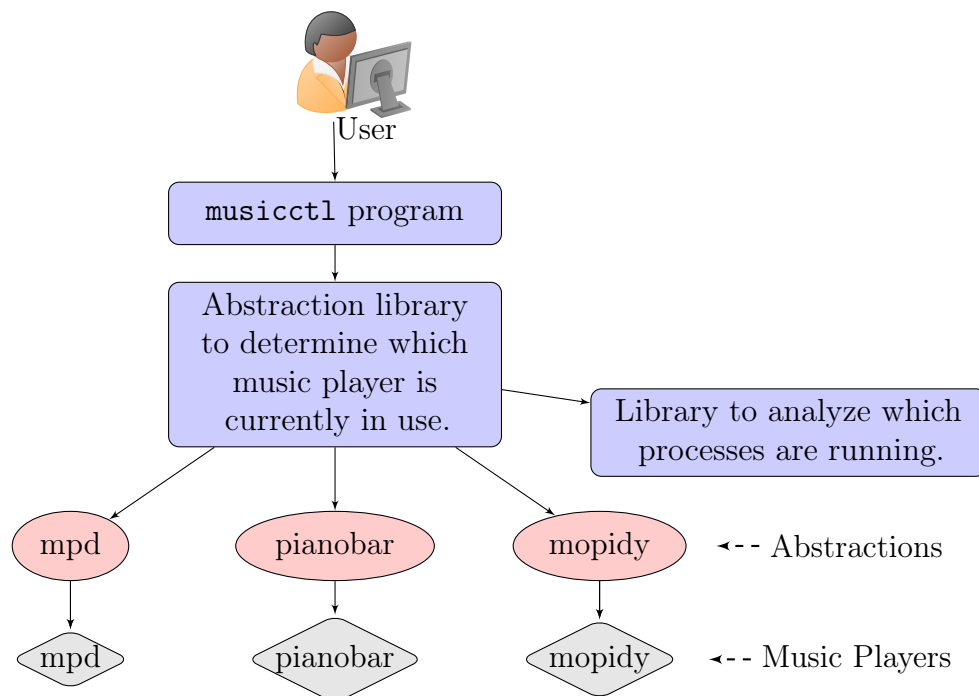 User
musicctl program
Abstraction library
to determine which
music player is
currently in use.
Library to analyze which
processes are running.
mpd
pianobar
mopidy
Abstractions
mpd
pianobar
mopidy
Music Players